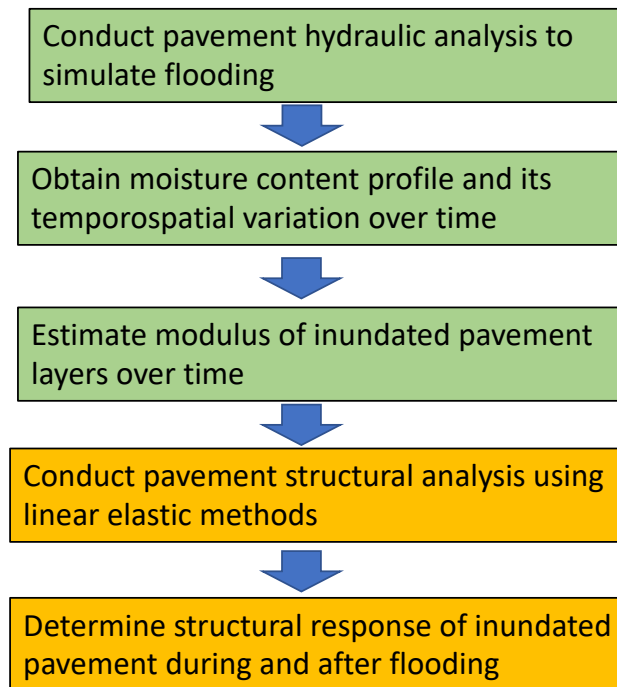 Conduct pavement hydraulic analysis to
simulate flooding
Obtain moisture content profile and its
temporospatial variation over time
Estimate modulus of inundated pavement
layers over time
Conduct pavement structural analysis using
linear elastic methods
Determine structural response of inundated
pavement during and after flooding